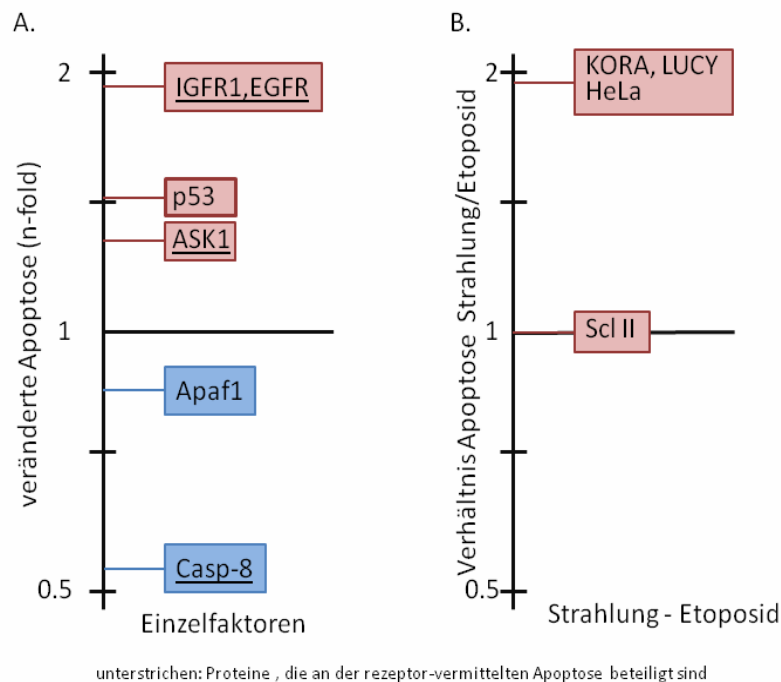 A.
veränderte Apoptose (n-fold)
2
1
0.5
IGFR1,EGFR
p53
ASK1
Apaf1
Casp-8
Einzelfaktoren
B.
Verhältnis Apoptose Strahlung/Etoposid
2
1
0.5
KORA, LUCY
HeLa
Scl II
Strahlung - Etoposid
unterstrichen: Proteine , die an der rezeptor-vermittelten Apoptose beteiligt sind